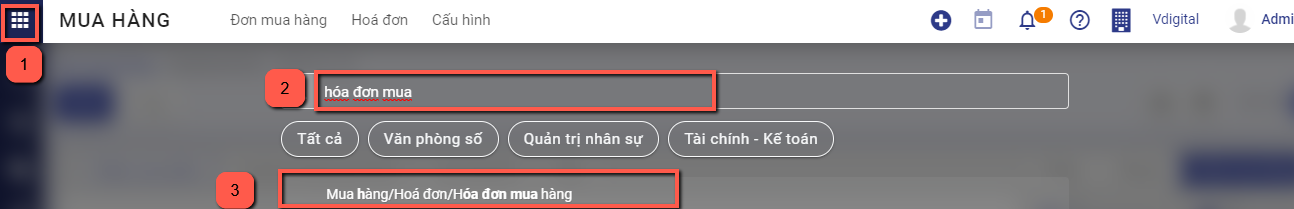 MUA HÀNG Đơn mua hàng Hoá đơn Cấu hình 1 Vdigital Admi
1
2 hóa đơn mua
Tất cả Văn phòng số Quản trị nhân sự Tài chính - Kế toán
3 Mua hàng/Hoá đơn/Hóa đơn mua hàng